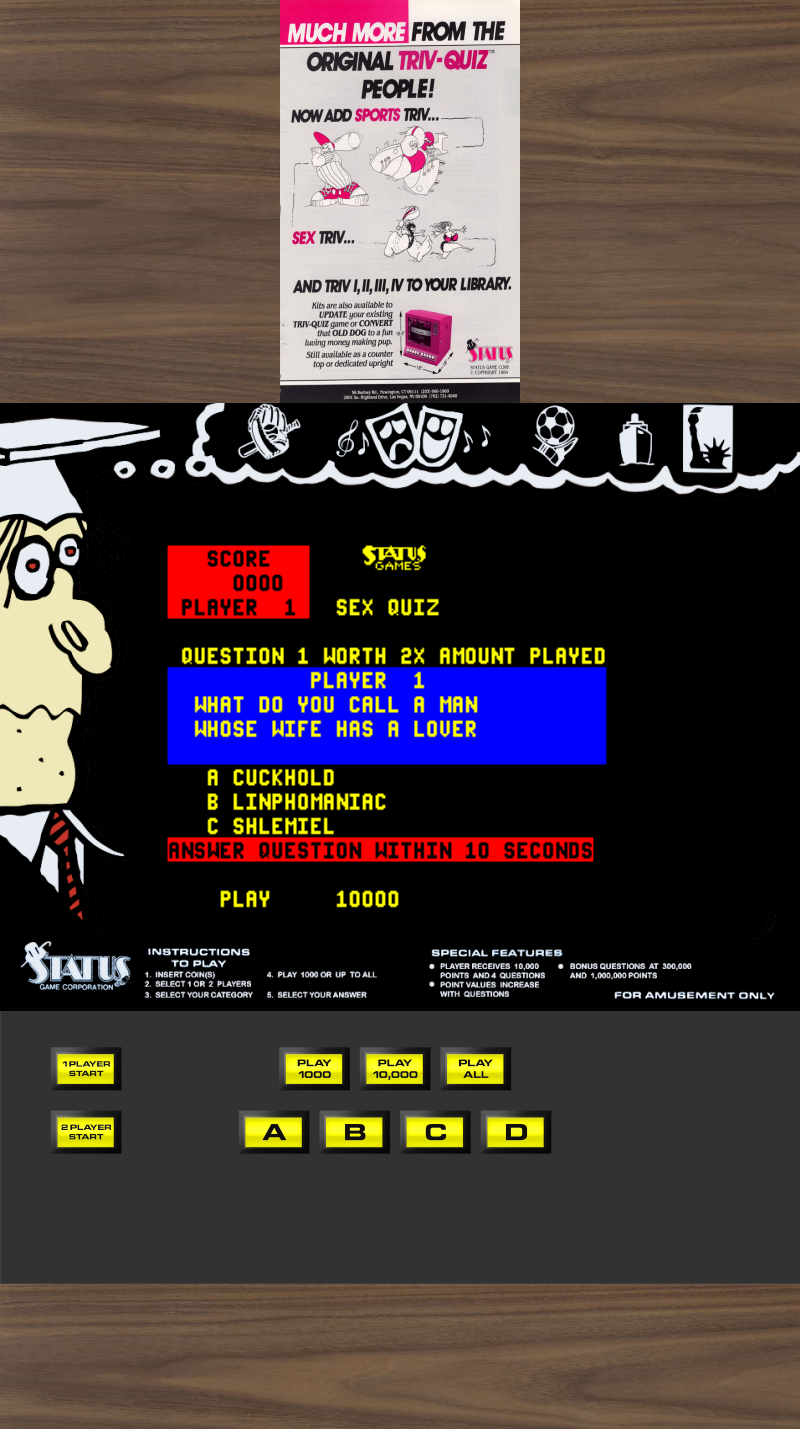 MUCH MORE FROM THE
ORIGINAL TRIV-QUIZ™
PEOPLE!
NOW ADD SPORTS TRIV...
SEX TRIV...
AND TRIV I, II, III, IV TO YOUR LIBRARY.
Kits are also available to
UPDATE your existing
TRIV-QUIZ game or CONVERT
that OLD DOG to a fun
luving money making pup.
Still available as a counter
top or dedicated upright
STATUS
STATUS GAME CORP.
SCORE
0000
PLAYER 1
STATUS
GAMES
SEX QUIZ
QUESTION 1 WORTH 2X AMOUNT PLAYED
PLAYER 1
WHAT DO YOU CALL A MAN
WHOSE WIFE HAS A LOVER
A CUCKHOLD
B LINPHOMANIAC
C SHLEMIEL
ANSWER QUESTION WITHIN 10 SECONDS
PLAY 10000
STATUS
GAME CORPORATION
INSTRUCTIONS
TO PLAY
1. INSERT COIN(S)
2. SELECT 1 OR 2 PLAYERS
3. SELECT YOUR CATEGORY
4. PLAY 1000 OR UP TO ALL
5. SELECT YOUR ANSWER
SPECIAL FEATURES
● PLAYER RECEIVES 10,000
POINTS AND 4 QUESTIONS
● POINT VALUES INCREASE
WITH QUESTIONS
● BONUS QUESTIONS AT 300,000
AND 1,000,000 POINTS
FOR AMUSEMENT ONLY
1 PLAYER
START
PLAY
1000
PLAY
10,000
PLAY
ALL
2 PLAYER
START
A
B
C
D